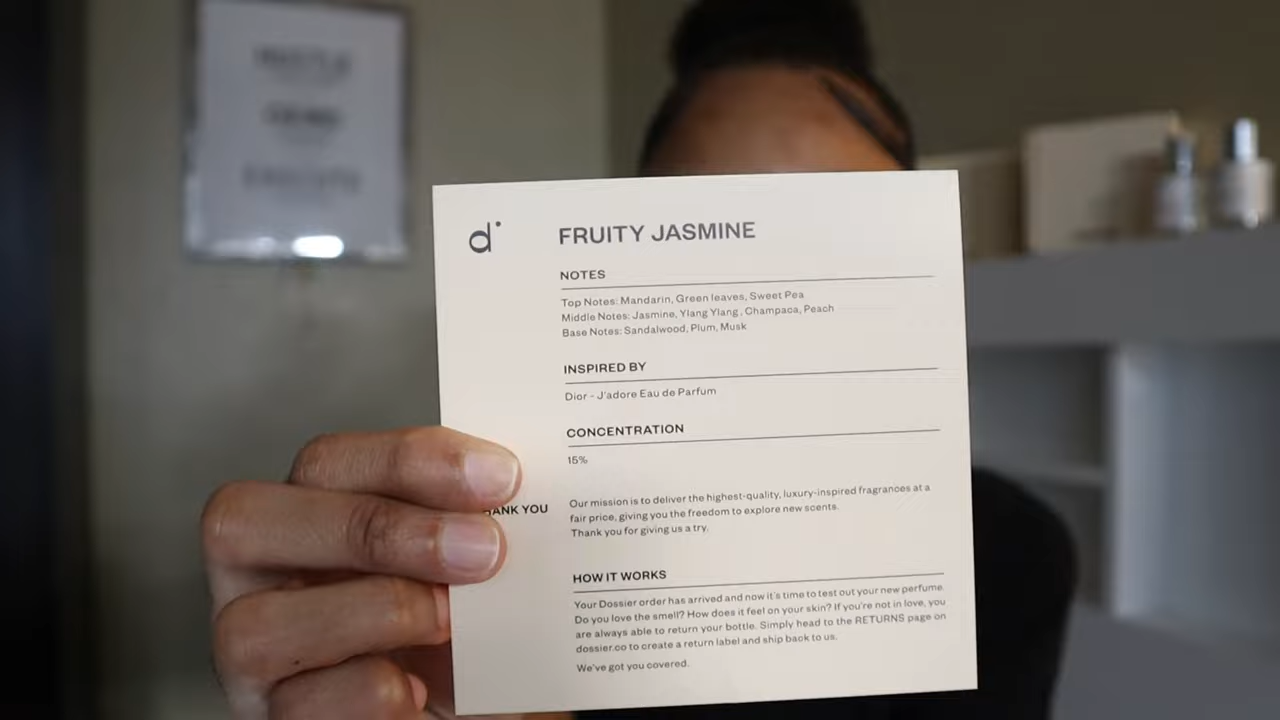 d
FRUITY JASMINE
NOTES
Top Notes: Mandarin, Green leaves, Sweet Pea
Middle Notes: Jasmine, Ylang Ylang , Champaca, Peach
Base Notes: Sandalwood, Plum, Musk
INSPIRED BY
Dior - J'adore Eau de Parfum
CONCENTRATION
15%
ANK YOU
Our mission is to deliver the highest-quality, luxury-inspired fragrances at a
fair price, giving you the freedom to explore new scents.
Thank you for giving us a try.
HOW IT WORKS
Your Dossier order has arrived and now it's time to test out your new perfume.
Do you love the smell? How does it feel on your skin? If you're not in love, you
are always able to return your bottle. Simply head to the RETURNS page on
dossier.co to create a return label and ship back to us.
We've got you covered.